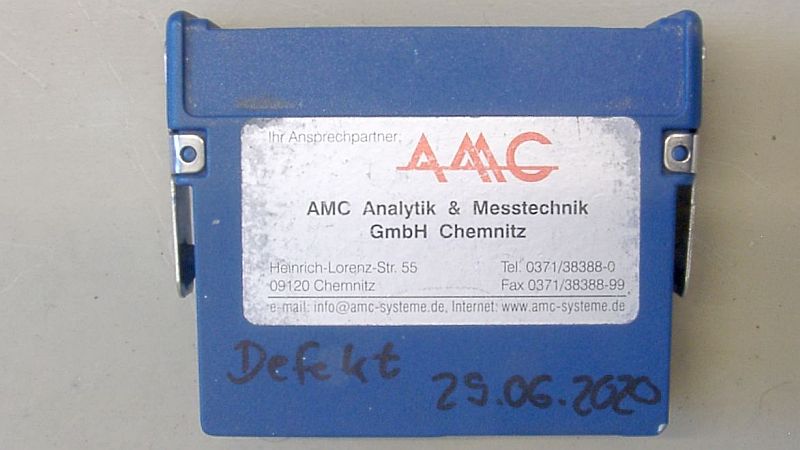 Ihr Ansprechpartner:
AMC
AMC Analytik & Messtechnik
GmbH Chemnitz
Heinrich-Lorenz-Str. 55 Tel. 0371/38388-0
09120 Chemnitz Fax 0371/38388-99
e-mail: info@amc-systeme.de, Internet: www.amc-systeme.de
Defekt
29.06.2020